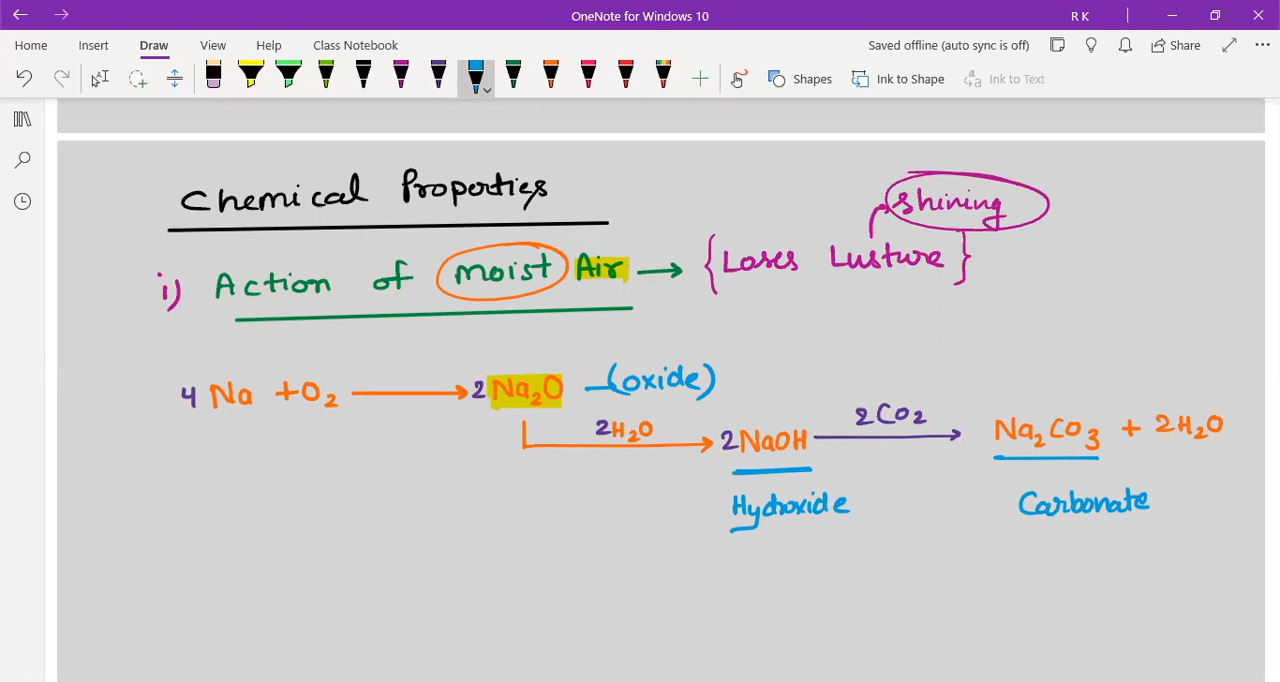 OneNote for Windows 10
R K
Home Insert Draw View Help Class Notebook
Saved offline (auto sync is off)
Share
Shapes
Ink to Shape
Ink to Text
Chemical Properties
shining
i) Action of moist Air → {Loses Lusture}
4 Na + O2 → 2 Na2O - (oxide)
2H2O → 2NaOH 2CO2 → Na2CO3 + 2H2O
Hydroxide Carbonate